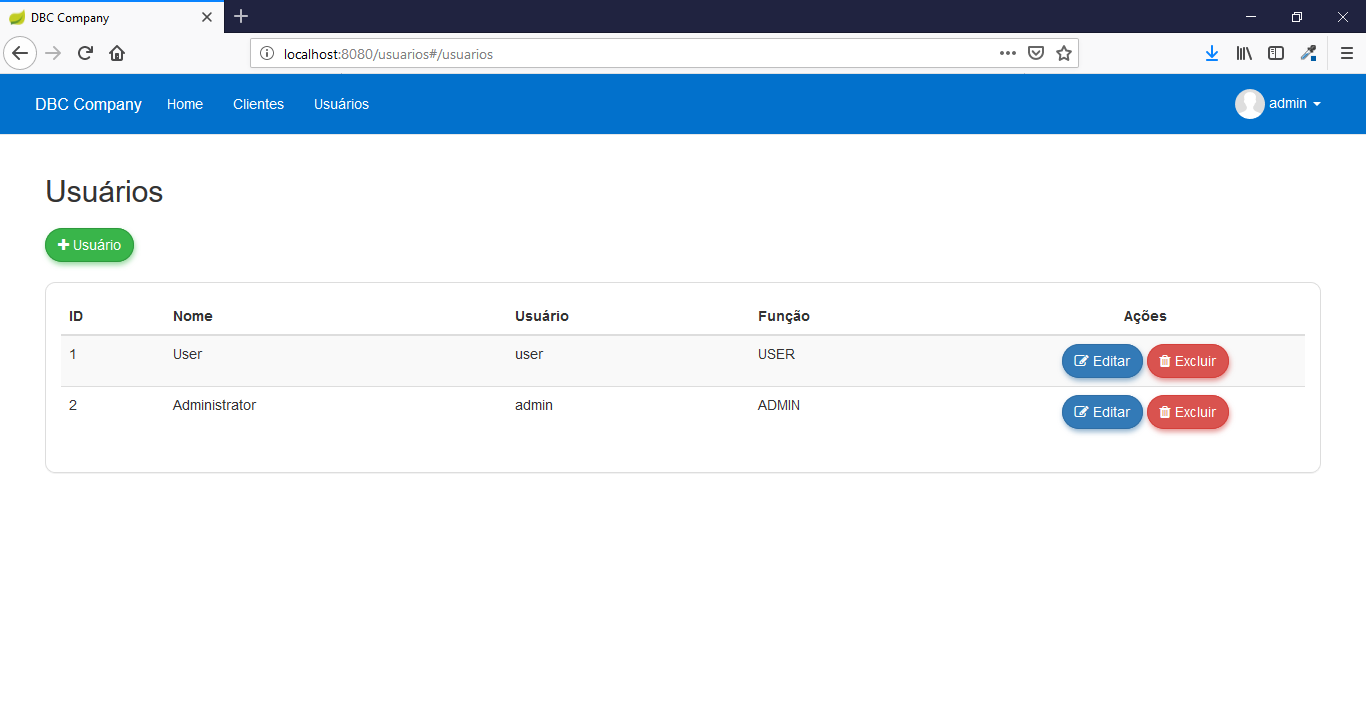 DBC Company
localhost:8080/usuarios#/usuarios
DBC Company Home Clientes Usuários admin
Usuários
Usuário
ID Nome Usuário Função Ações
1 User user USER Editar Excluir
2 Administrator admin ADMIN Editar Excluir